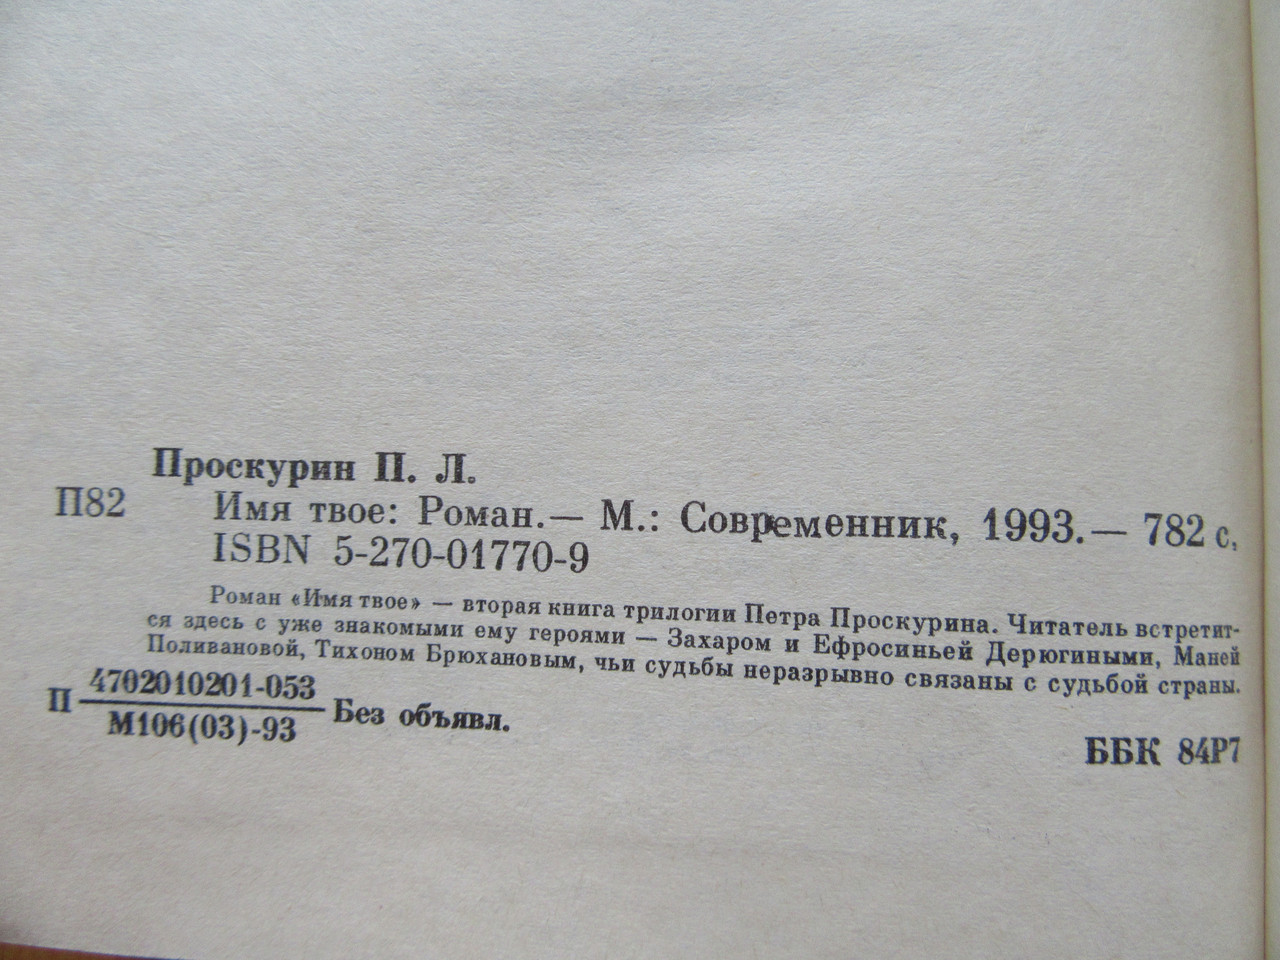 Проскурин П. Л.
П82 Имя твое: Роман.— М.: Современник, 1993.— 782 с.
ISBN 5-270-01770-9
Роман «Имя твое» — вторая книга трилогии Петра Проскурина. Читатель встретит-
ся здесь с уже знакомыми ему героями — Захаром и Ефросиньей Дерюгиными, Маней
Поливановой, Тихоном Брюхановым, чьи судьбы неразрывно связаны с судьбой страны.
П 4702010201-053
М106(03)-93 Без объявл.
ББК 84Р7